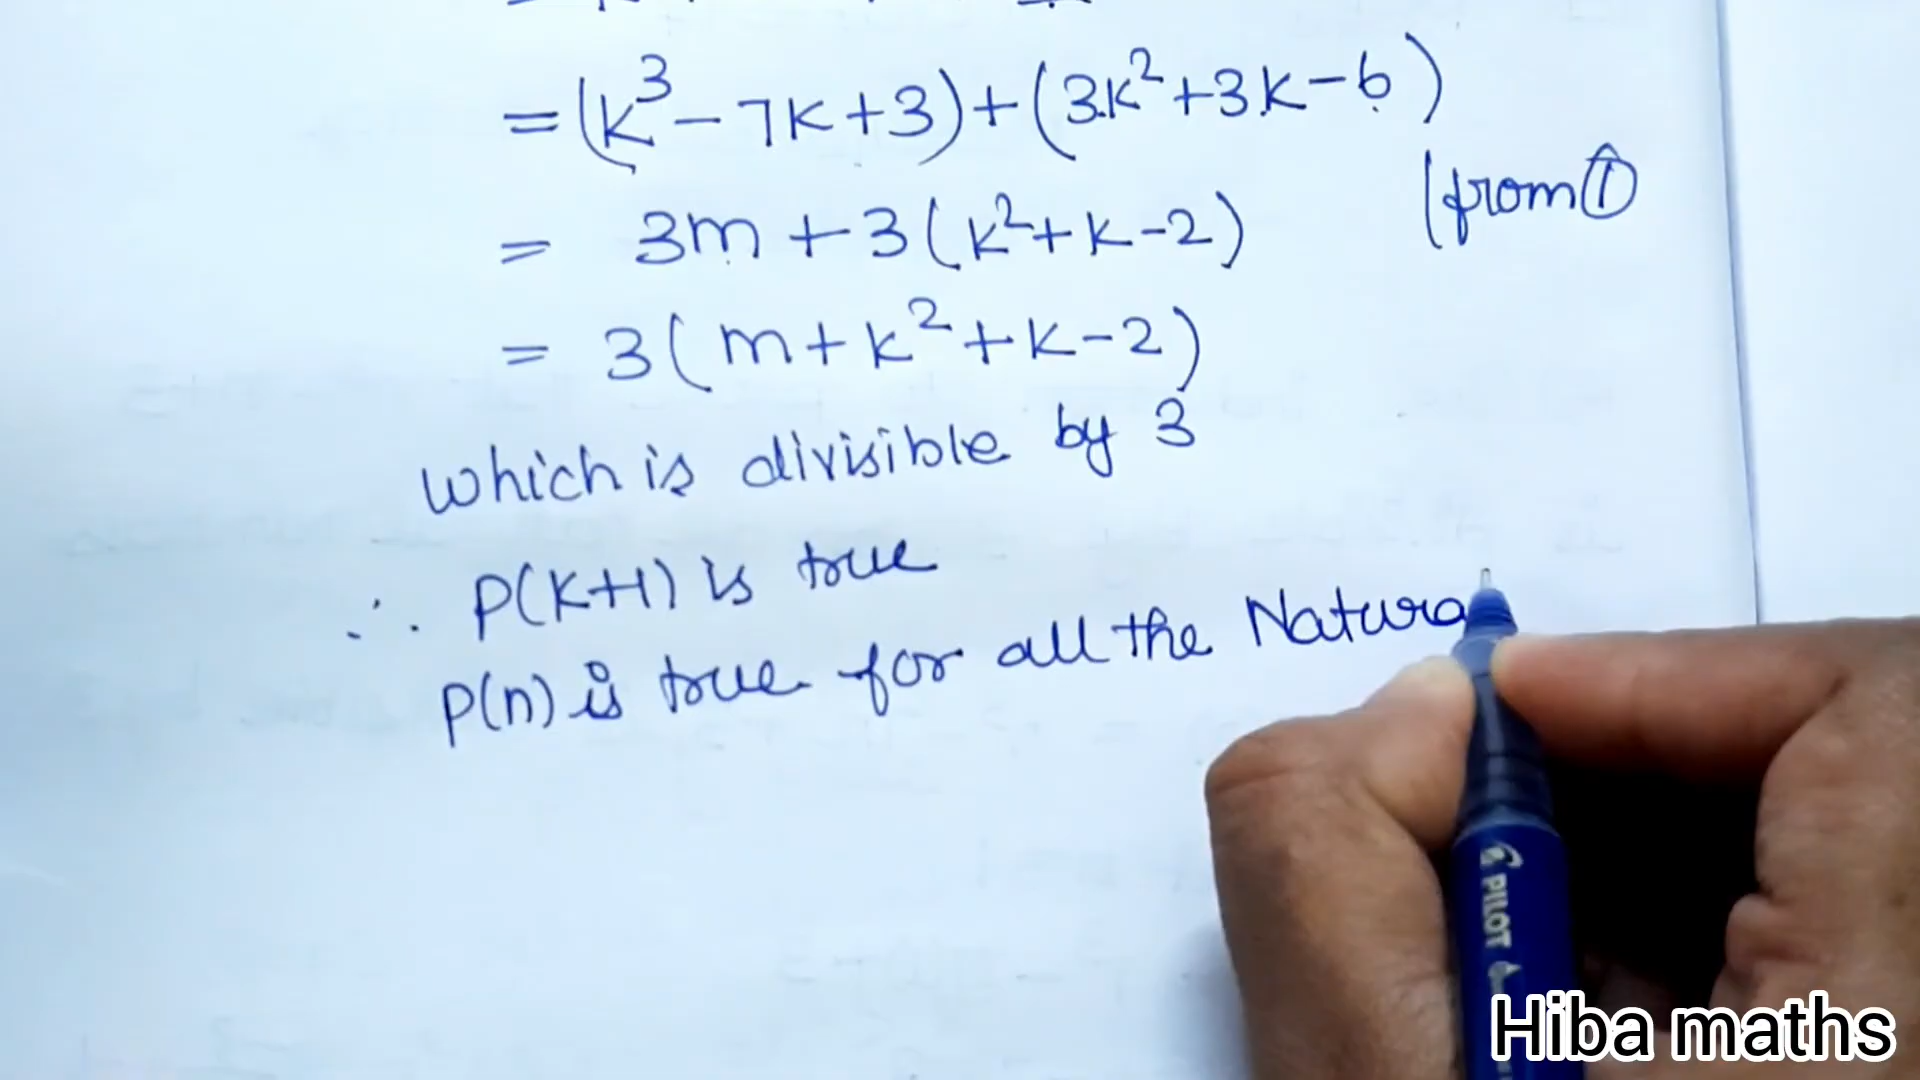 = (k³ - 7k + 3) + (3k² + 3k - 6)
(from ①
= 3m + 3(k² + k - 2)
= 3(m + k² + k - 2)
which is divisible by 3
∴ P(k+1) is true
P(n) is true for all the Natura
PILOT
Hiba maths